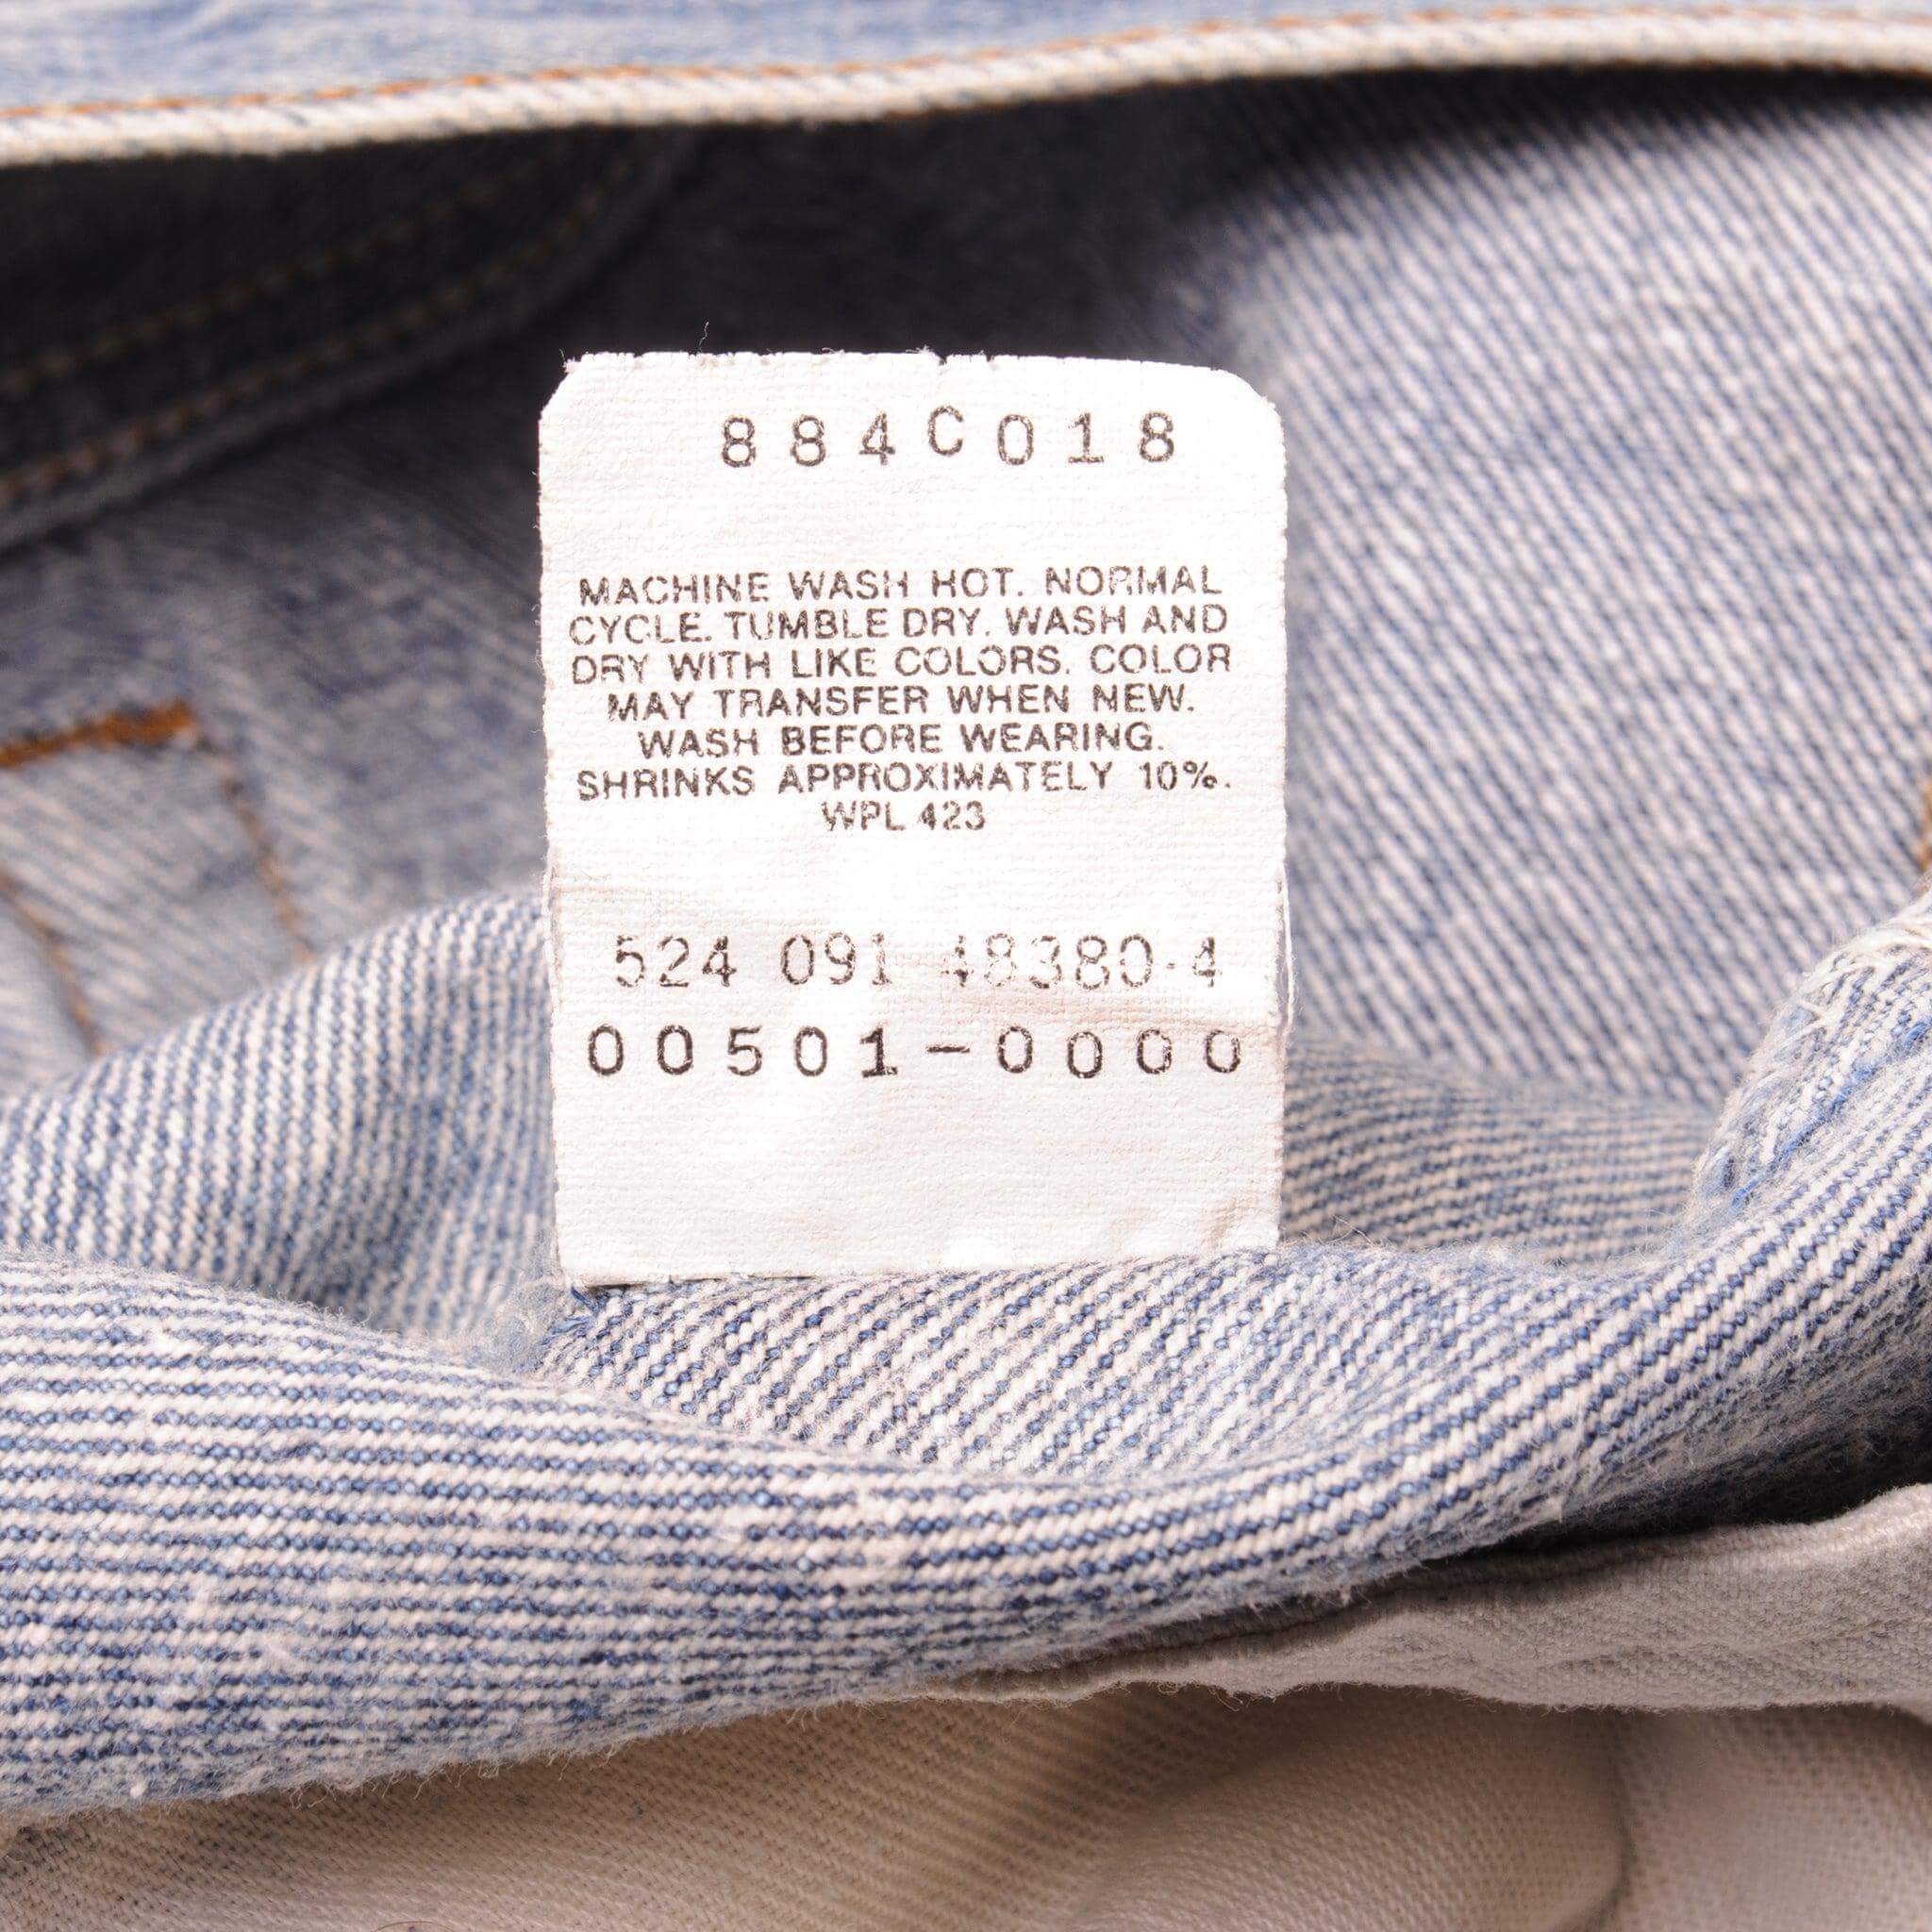 884C018
MACHINE WASH HOT. NORMAL
CYCLE. TUMBLE DRY. WASH AND
DRY WITH LIKE COLORS. COLOR
MAY TRANSFER WHEN NEW.
WASH BEFORE WEARING.
SHRINKS APPROXIMATELY 10%.
WPL 423
524 091 48380-4
00501-0000